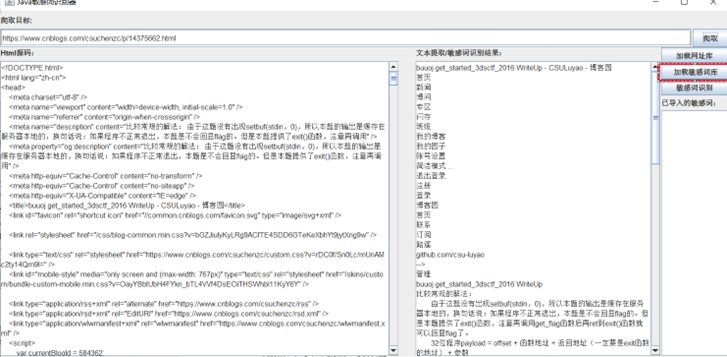 Java敏感词识别器
爬取目标:
https://www.cnblogs.com/csuchenzc/p/14375662.html
爬取
Html源码:
<!DOCTYPE html>
<html lang="zh-cn">
<head>
<meta charset="utf-8" />
<meta name="viewport" content="width=device-width, initial-scale=1.0" />
<meta name="referrer" content="origin-when-crossorigin" />
<meta name="description" content="比较常规的解法： 由于这题没有出现setbuf(stdin，0)，所以本题的输出是缓存在
服务器本地的，换句话说：如果程序不正常退出，本题是不会回显flag的。但是本题提供了exit()函数，注意再调用" />
<meta property="og:description" content="比较常规的解法： 由于这题没有出现setbuf(stdin，0)，所以本题的输出是
缓存在服务器本地的，换句话说：如果程序不正常退出，本题是不会回显flag的。但是本题提供了exit()函数，注意再调
用" />
<meta http-equiv="Cache-Control" content="no-transform" />
<meta http-equiv="Cache-Control" content="no-siteapp" />
<meta http-equiv="X-UA-Compatible" content="IE=edge" />
<title>buuoj get_started_3dsctf_2016 WriteUp - CSULuyao - 博客园</title>
<link id="favicon" rel="shortcut icon" href="//common.cnblogs.com/favicon.svg" type="image/svg+xml" />
<link rel="stylesheet" href="/css/blog-common.min.css?
<link type="text/css" rel="stylesheet" href="https://www.cnblogs.com/csuchenzc/custom.css?
<link id="mobile-style" media="only screen and (max-width: 767px)" type="text/css" rel="stylesheet" href="/skins/custo
m/bundle-custom-mobile.min.css?
<link type="application/rss+xml" rel="alternate" href="https://www.cnblogs.com/csuchenzc/rss" />
<link type="application/rsd+xml" rel="EditURI" href="https://www.cnblogs.com/csuchenzc/rsd.xml" />
<link type="application/wlwmanifest+xml" rel="wlwmanifest" href="https://www.cnblogs.com/csuchenzc/wlwmanifest.x
ml" />
<script>
var currentBlogId = 584362;
文本提取/敏感词识别结果:
buuoj get_started_3dsctf_2016 WriteUp - CSULuyao - 博客园
首页
新闻
博问
专区
闪存
班级
我的博客
我的园子
账号设置
简洁模式 ...
退出登录
注册
登录
博客园
首页
联系
订阅
github.com/csu-luyao
-->
管理
buuoj get_started_3dsctf_2016 WriteUp
比较常规的解法：
由于这题没有出现setbuf(stdin，0)，所以本题的输出是缓存在服
务器本地的，换句话说：如果程序不正常退出，本题是不会回显flag的。但
是本题提供了exit()函数，注意再调用get_flag函数后再ret到exit()函数就
可以回显flag了。
32位程序payload = offset + 函数地址 + 返回地址（一定要是exit函数
的地址） + 参数
加载网址库
加载敏感词库
敏感词识别
已导入的敏感词: